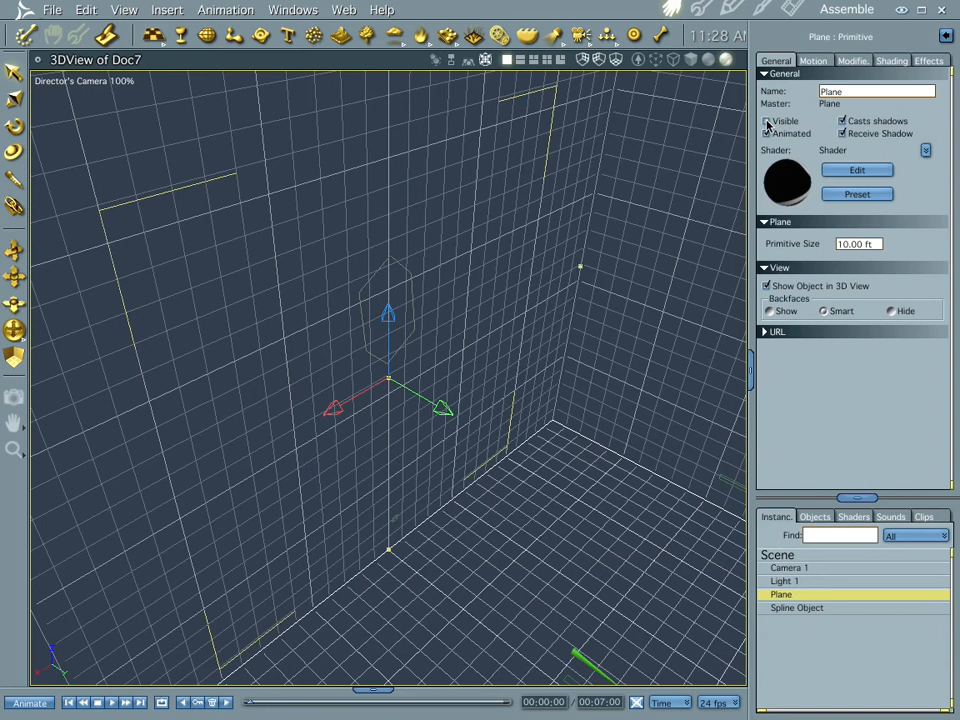 File Edit View Insert Animation Windows Web Help Assemble
11:28 AM
3DView of Doc7
Director's Camera 100%
Plane : Primitive
General Motion Modifie. Shading Effects
General
Name: Plane
Master: Plane
Visible Casts shadows
Animated Receive Shadow
Shader: Shader
Edit
Preset
Plane
Primitive Size 10.00 ft
View
Show Object in 3D View
Backfaces
Show Smart Hide
URL
Instanc. Objects Shaders Sounds Clips
Find: All
Scene
Camera 1
Light 1
Plane
Spline Object
Animate 00:00:00 / 00:07:00 Time 24 fps